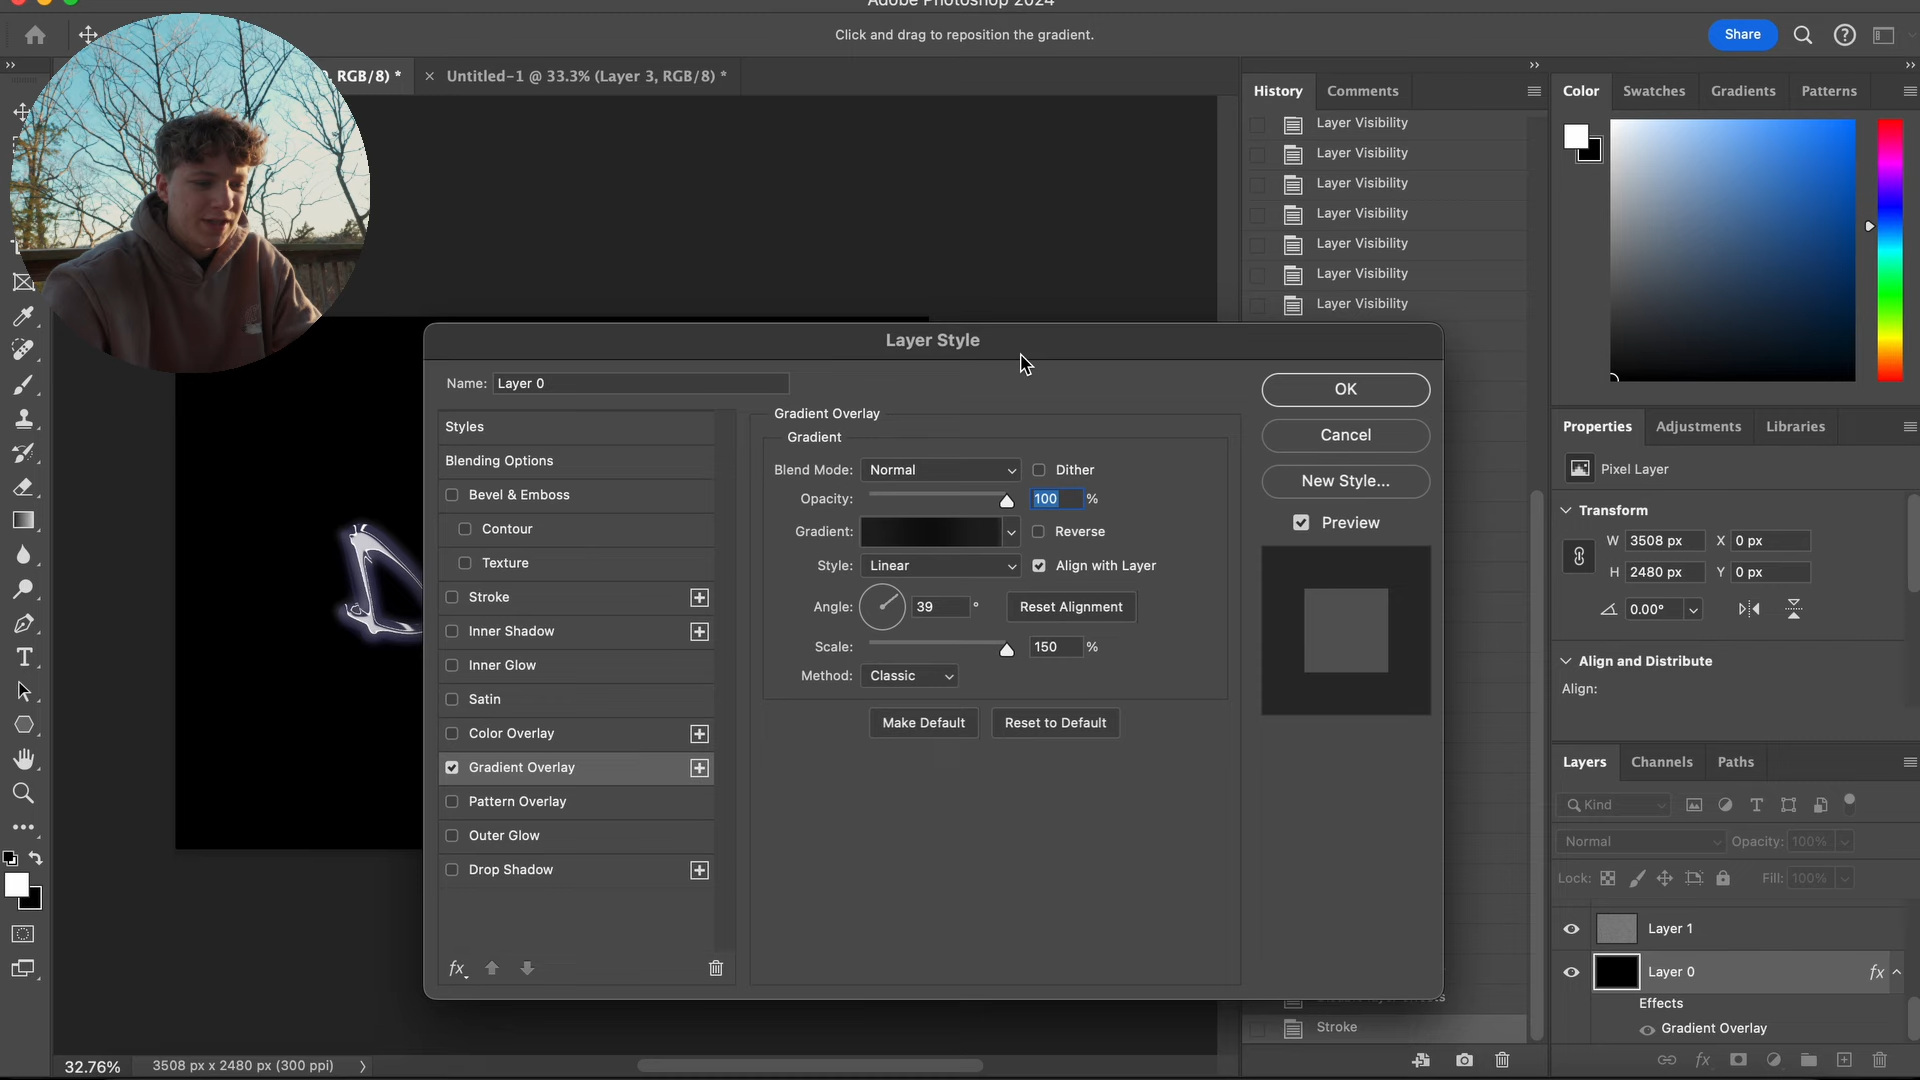 Adobe Photoshop 2024
Click and drag to reposition the gradient.
Share
, RGB/8) *
Untitled-1 @ 33.3% (Layer 3, RGB/8) *
History
Comments
Layer Visibility
Layer Visibility
Layer Visibility
Layer Visibility
Layer Visibility
Layer Visibility
Layer Visibility
Stroke
Color
Swatches
Gradients
Patterns
Layer Style
Name: Layer 0
Styles
Blending Options
Bevel & Emboss
Contour
Texture
Stroke
Inner Shadow
Inner Glow
Satin
Color Overlay
Gradient Overlay
Pattern Overlay
Outer Glow
Drop Shadow
fx
Gradient Overlay
Gradient
Blend Mode: Normal Dither
Opacity: 100 %
Gradient: Reverse
Style: Linear Align with Layer
Angle: 39 ° Reset Alignment
Scale: 150 %
Method: Classic
Make Default Reset to Default
OK
Cancel
New Style...
Preview
Properties
Adjustments
Libraries
Pixel Layer
Transform
W 3508 px X 0 px
H 2480 px Y 0 px
0.00°
Align and Distribute
Align:
Layers
Channels
Paths
Kind
Normal Opacity: 100%
Lock: Fill: 100%
Layer 1
Layer 0 fx
Effects
Gradient Overlay
fx
32.76% 3508 px x 2480 px (300 ppi)